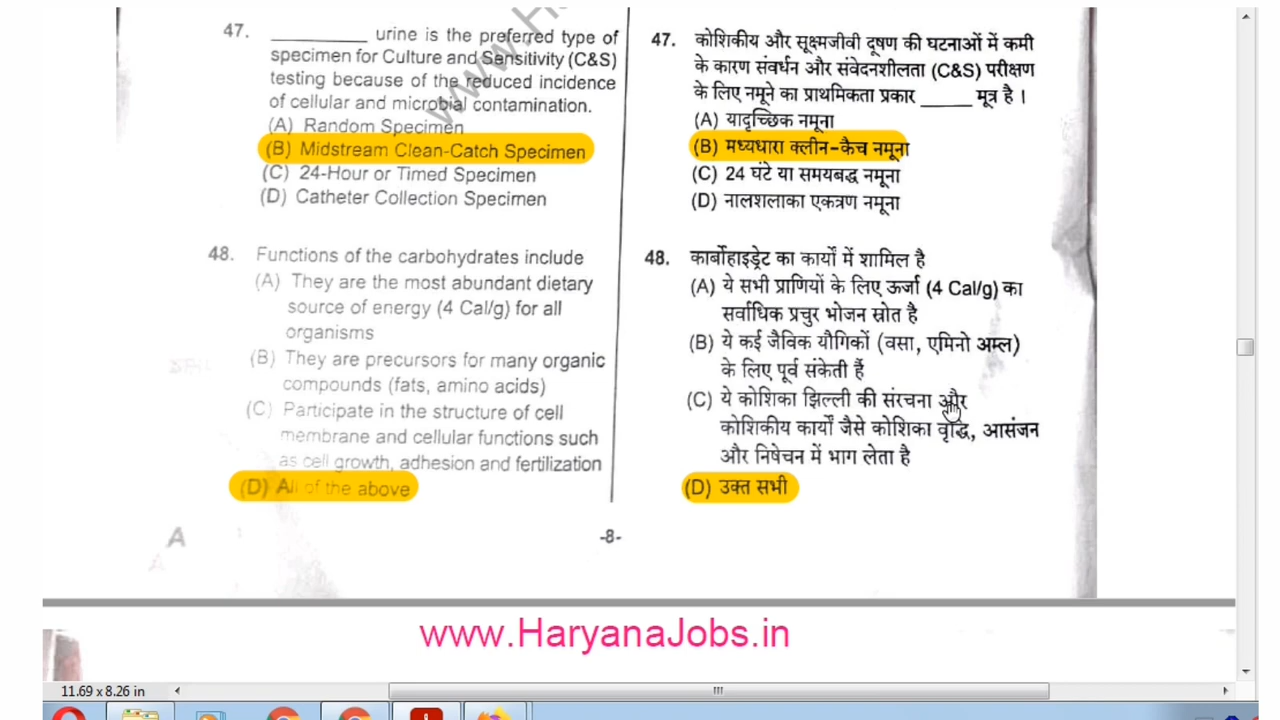 47. ________ urine is the preferred type of
specimen for Culture and Sensitivity (C&S)
testing because of the reduced incidence
of cellular and microbial contamination.
(A) Random Specimen
(B) Midstream Clean-Catch Specimen
(C) 24-Hour or Timed Specimen
(D) Catheter Collection Specimen
48. Functions of the carbohydrates include
(A) They are the most abundant dietary
source of energy (4 Cal/g) for all
organisms
(B) They are precursors for many organic
compounds (fats, amino acids)
(C) Participate in the structure of cell
membrane and cellular functions such
as cell growth, adhesion and fertilization
(D) All of the above
47. कोशिकीय और सूक्ष्मजीवी दूषण की घटनाओं में कमी
के कारण संवर्धन और संवेदनशीलता (C&S) परीक्षण
के लिए नमूने का प्राथमिकता प्रकार _____ मूत्र है ।
(A) यादृच्छिक नमूना
(B) मध्यधारा क्लीन-कैच नमूना
(C) 24 घंटे या समयबद्ध नमूना
(D) नालशलाका एकत्रण नमूना
48. कार्बोहाइड्रेट का कार्यों में शामिल है
(A) ये सभी प्राणियों के लिए ऊर्जा (4 Cal/g) का
सर्वाधिक प्रचुर भोजन स्रोत है
(B) ये कई जैविक यौगिकों (वसा, एमिनो अम्ल)
के लिए पूर्व संकेती हैं
(C) ये कोशिका झिल्ली की संरचना और
कोशिकीय कार्यों जैसे कोशिका वृद्धि, आसंजन
और निषेचन में भाग लेता है
(D) उक्त सभी
A
-8-
www.HaryanaJobs.in
11.69 x 8.26 in